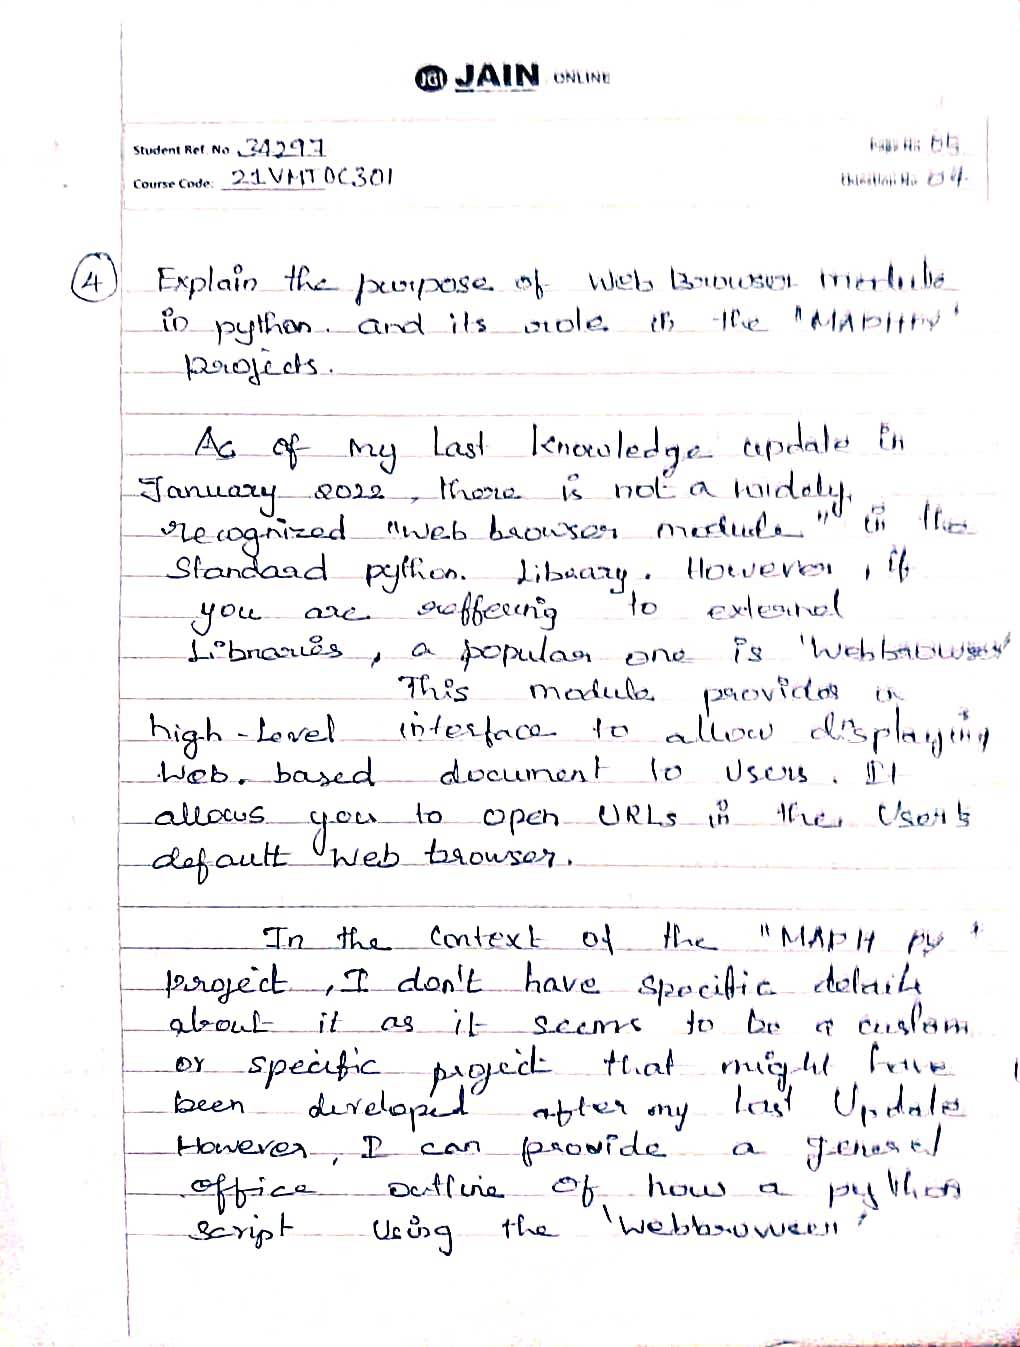 JGI JAIN ONLINE
Student Ref. No. 34297
Course Code: 21VMT0C301
Page No
Question No 04
4 Explain the purpose of Web Browser module
in python. and its role in the "MAPITPY"
projects.
As of my last knowledge update in
January 2022, there is not a widely,
recognized "web browser module" in the
Standard python. Library. However, if
you are reffering to external
Libraries, a popular one is 'Webbrowser'
This module provides a
high-Level interface to allow displaying
Web. based document to users. It
allows you to open URLs in the, User's
default Web browser.
In the Context of the "MAPIt py"
project, I don't have specific details
about it as it seems to be a custom
or specific project that might have
been developed after my last Update
However, I can provide a general
office outline of how a python
script Using the 'Webbrowser'